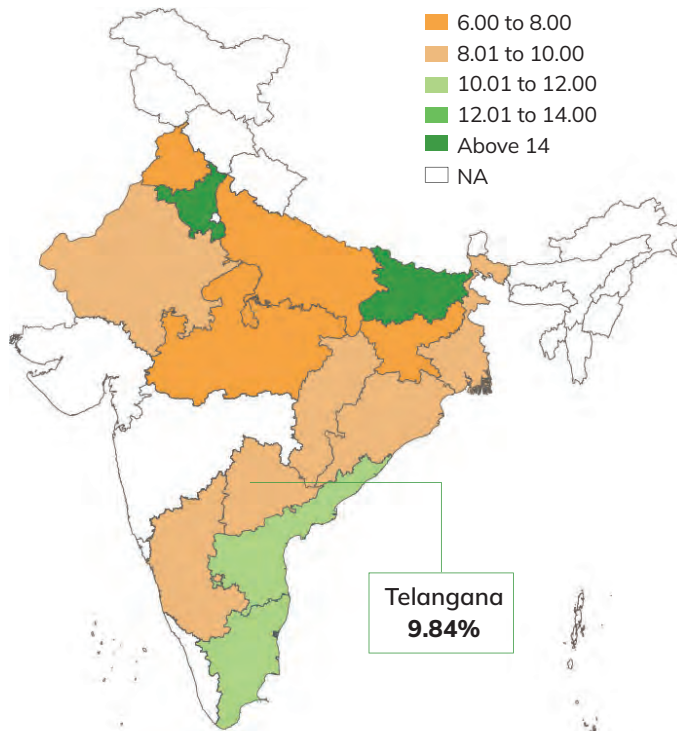 6.00 to 8.00
8.01 to 10.00
10.01 to 12.00
12.01 to 14.00
Above 14
NA
Telangana
9.84%